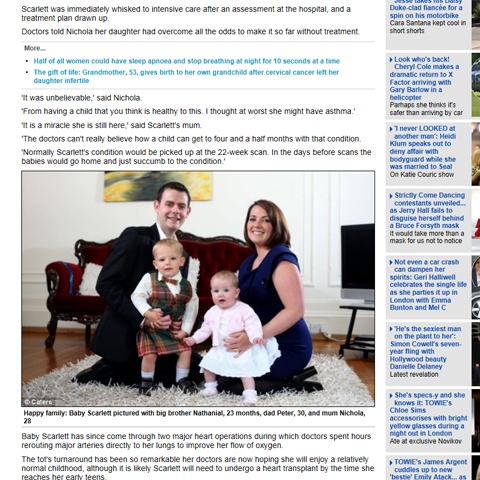 Scarlett was immediately whisked to intensive care after an assessment at the hospital, and a
treatment plan drawn up.
Doctors told Nichola her daughter had overcome all the odds to make it so far without treatment.
More...
Half of all women could have sleep apnoea and stop breathing at night for 10 seconds at a time
The gift of life: Grandmother, 53, gives birth to her own grandchild after cervical cancer left her
daughter infertile
'It was unbelievable,' said Nichola.
'From having a child that you think is healthy to this. I thought at worst she might have asthma.'
'It is a miracle she is still here,' said Scarlett's mum.
'The doctors can't really believe how a child can get to four and a half months with that condition.
'Normally Scarlett's condition would be picked up at the 22-week scan. In the days before scans the
babies would go home and just succumb to the condition.'
© Caters
Happy family: Baby Scarlett pictured with big brother Nathanial, 23 months, dad Peter, 30, and mum Nichola,
28
Baby Scarlett has since come through two major heart operations during which doctors spent hours
rerouting major arteries directly to her lungs to improve her flow of oxygen.
The tot's turnaround has been so remarkable her doctors are now hoping she will enjoy a relatively
normal childhood, although it is likely Scarlett will need to undergo a heart transplant by the time she
reaches her early teens.
Jesse takes his Daisy
Duke-clad fiancée for a
spin on his motorbike
Cara Santana kept cool in
short shorts
Look who's back!
Cheryl Cole makes a
dramatic return to X
Factor arriving with
Gary Barlow in a
helicopter
Perhaps she thinks it's
safer than arriving by car
'I never LOOKED at
another man': Heidi
Klum speaks out to
deny affair with
bodyguard while she
was married to Seal
On Katie Couric show
Strictly Come Dancing
contestants unveiled...
as Jerry Hall fails to
disguise herself behind
a Bruce Forsyth mask
It would take more than a
mask for us not to notice
Not even a car crash
can dampen her
spirits: Geri Halliwell
celebrates the single life
as she parties it up in
London with Emma
Bunton and Mel C
'He's the sexiest man
on the planet to me':
Simon Cowell's seven-
year fling with
Hollywood beauty
Danielle Delaney
Latest revelation
She's specs-y and she
knows it: TOWIE's
Chloe Sims
accessorises with bright
yellow glasses during a
night out in London
Ate at exclusive Novikov
TOWIE's James Argent
cuddles up to new
'bestie' Emily Atack... as